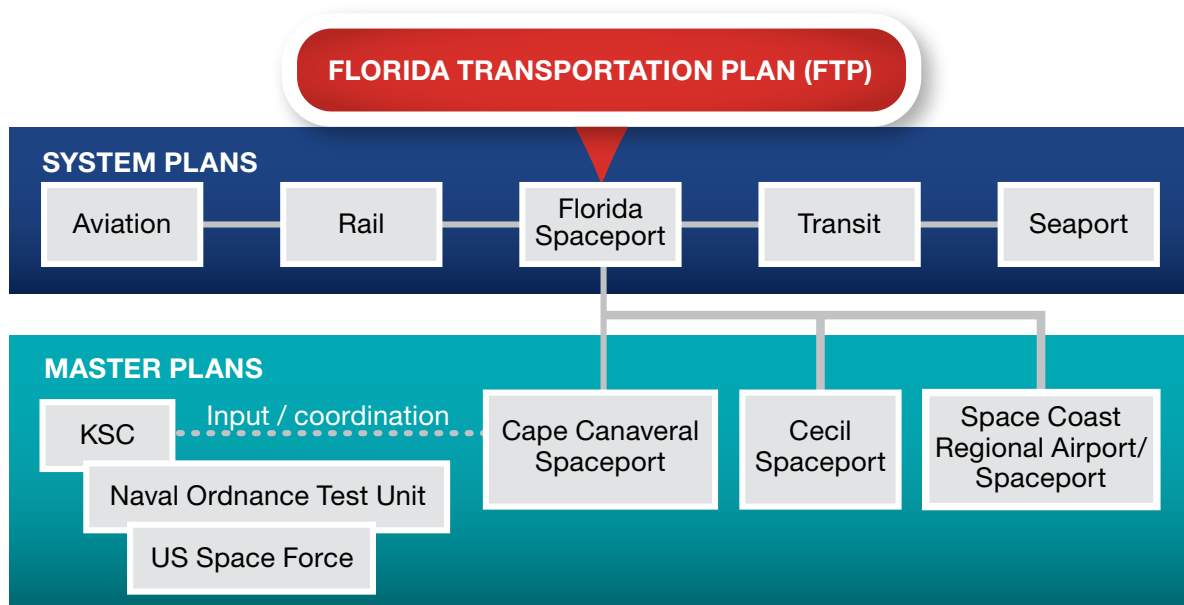 FLORIDA TRANSPORTATION PLAN (FTP)
SYSTEM PLANS
Aviation
Rail
Florida
Spaceport
Transit
Seaport
MASTER PLANS
KSC
Input / coordination
Naval Ordnance Test Unit
US Space Force
Cape Canaveral
Spaceport
Cecil
Spaceport
Space Coast
Regional Airport/
Spaceport